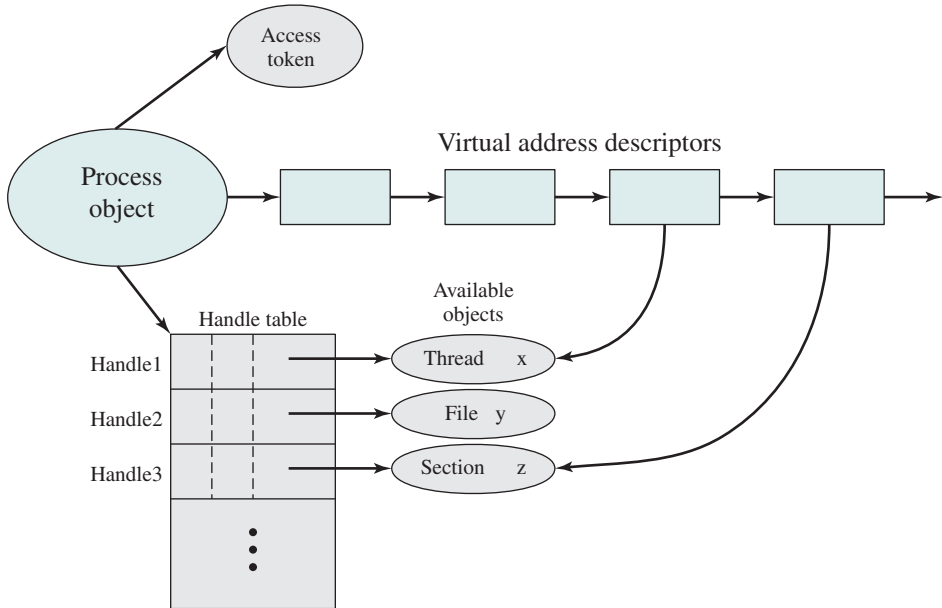 Access
token
Virtual address descriptors
Process
object
Available
objects
Handle table
Handle1
Thread x
Handle2
File y
Handle3
Section z